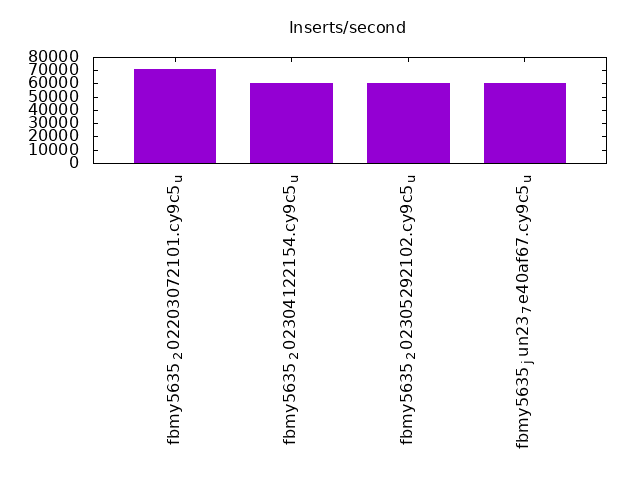 Inserts/second
80000
70000
60000
50000
40000
30000
20000
10000
0
fbmy5635₂02203072101.cy9c5ᵤ
fbmy5635₂02304122154.cy9c5ᵤ
fbmy5635₂02305292102.cy9c5ᵤ
fbmy5635ⱼun23₇e40af67.cy9c5ᵤ